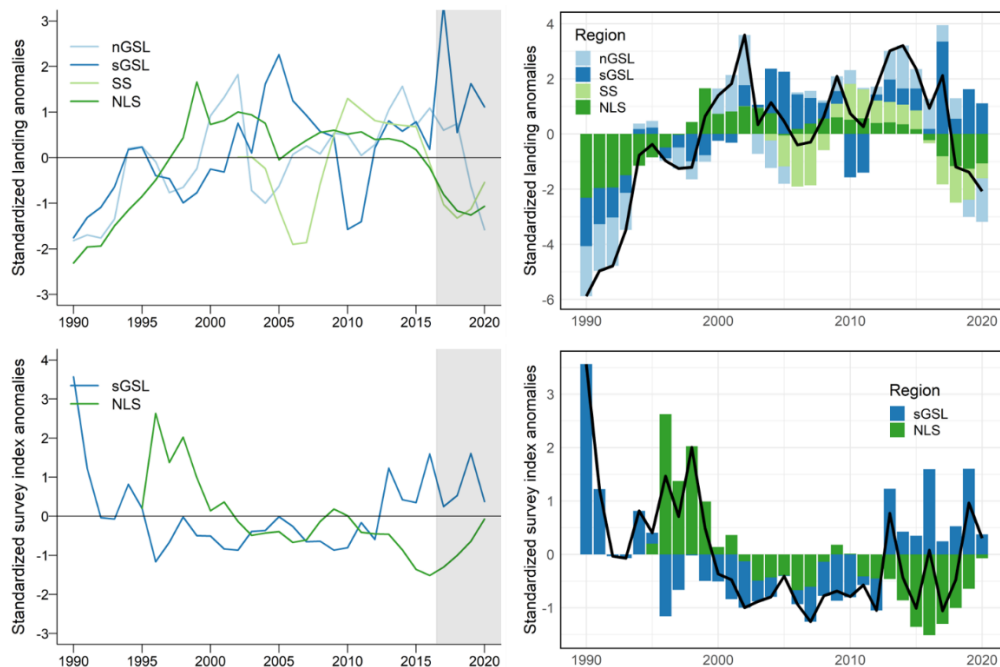 Standardized landing anomalies
3
2
1
0
-1
-2
-3
nGSL
sGSL
SS
NLS
1990 1995 2000 2005 2010 2015 2020
Standardized landing anomalies
4
2
0
-2
-4
-6
Region
nGSL
sGSL
SS
NLS
1990 2000 2010 2020
Standardized survey index anomalies
4
3
2
1
0
-1
-2
-3
sGSL
NLS
1990 1995 2000 2005 2010 2015 2020
Standardized survey index anomalies
3
2
1
0
-1
Region
sGSL
NLS
1990 2000 2010 2020